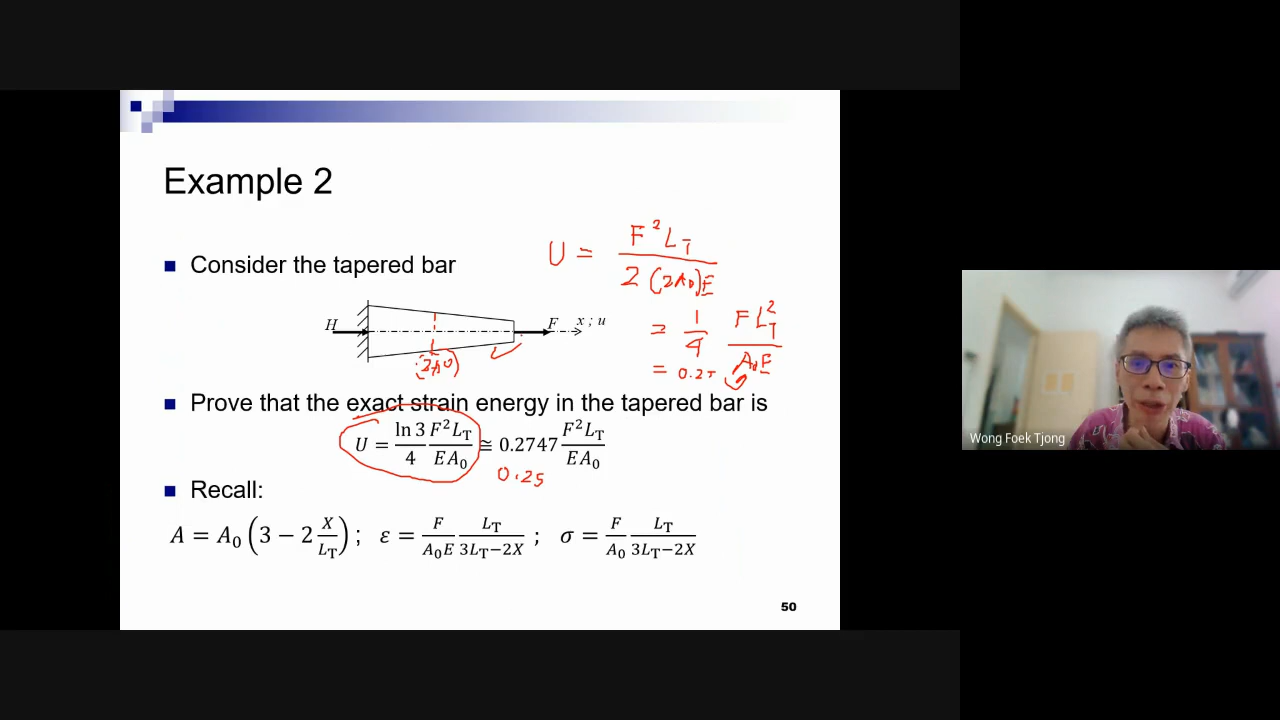 Example 2
■ Consider the tapered bar
U = F²L_T / 2 (2A₀)E
= 1/4 FL_T² / A₀E
= 0.25
H
F x ; u
(2A0)
■ Prove that the exact strain energy in the tapered bar is
U = ln 3/4 F²L_T/EA₀ ≅ 0.2747 F²L_T/EA₀
0.25
■ Recall:
A = A₀ (3 − 2 X/L_T) ; ε = F/A₀E L_T/3L_T−2X ; σ = F/A₀ L_T/3L_T−2X
50
Wong Foek Tjong